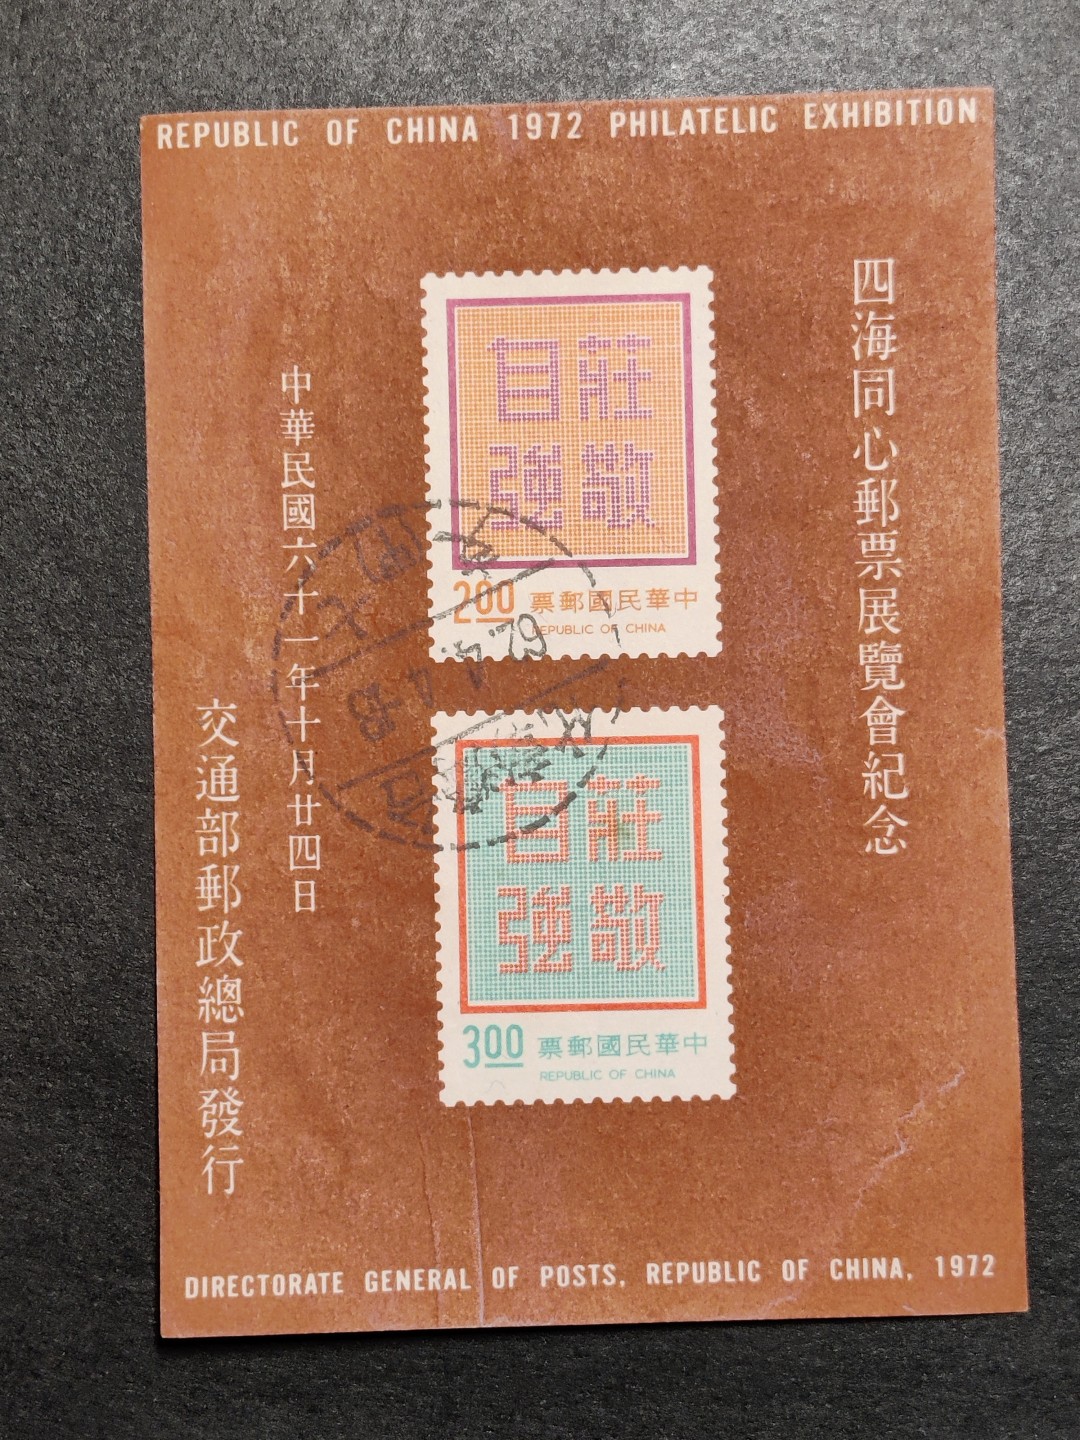 REPUBLIC OF CHINA 1972 PHILATELIC EXHIBITION
四海同心郵票展覽會紀念
莊敬
自強
2.00
中華民國郵票
REPUBLIC OF CHINA
莊敬
自強
3.00
中華民國郵票
REPUBLIC OF CHINA
中華民國六十一年十月廿四日
交通部郵政總局發行
DIRECTORATE GENERAL OF POSTS, REPUBLIC OF CHINA, 1972